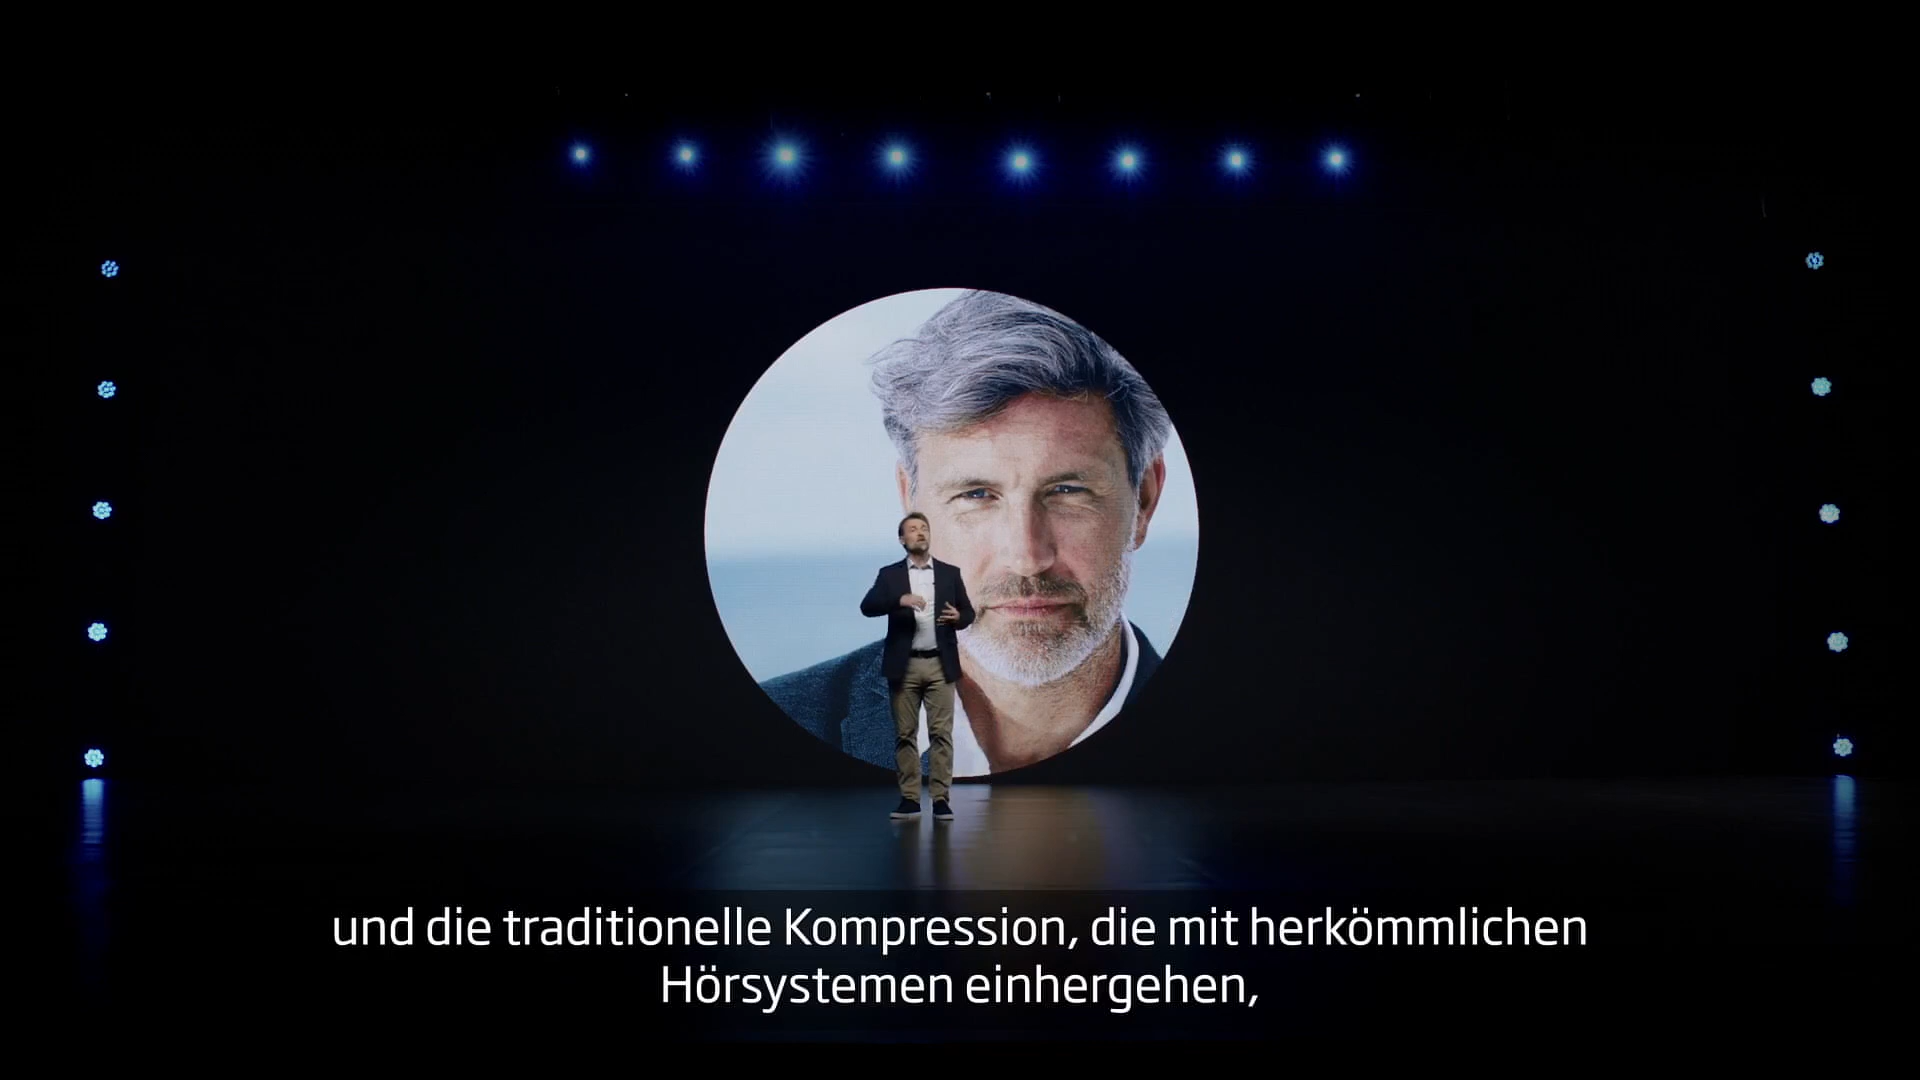 und die traditionelle Kompression, die mit herkömmlichen
Hörsystemen einhergehen,